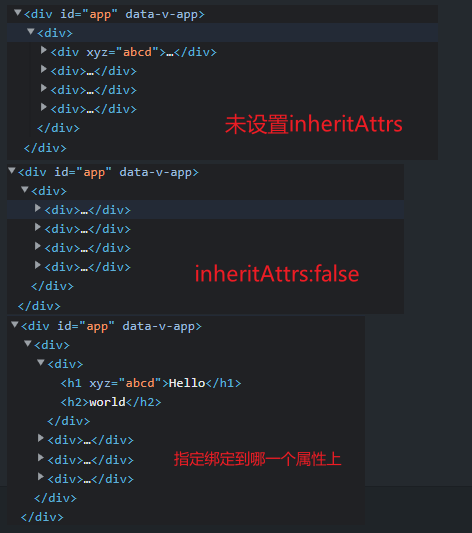 <div id="app" data-v-app>
<div>
<div xyz="abcd">…</div>
<div>…</div>
<div>…</div>
<div>…</div>
</div>
</div>
未设置inheritAttrs
<div id="app" data-v-app>
<div>
<div>…</div>
<div>…</div>
<div>…</div>
<div>…</div>
</div>
</div>
inheritAttrs:false
<div id="app" data-v-app>
<div>
<div>
<h1 xyz="abcd">Hello</h1>
<h2>world</h2>
</div>
<div>…</div>
<div>…</div>
<div>…</div>
</div>
</div>
指定绑定到哪一个属性上